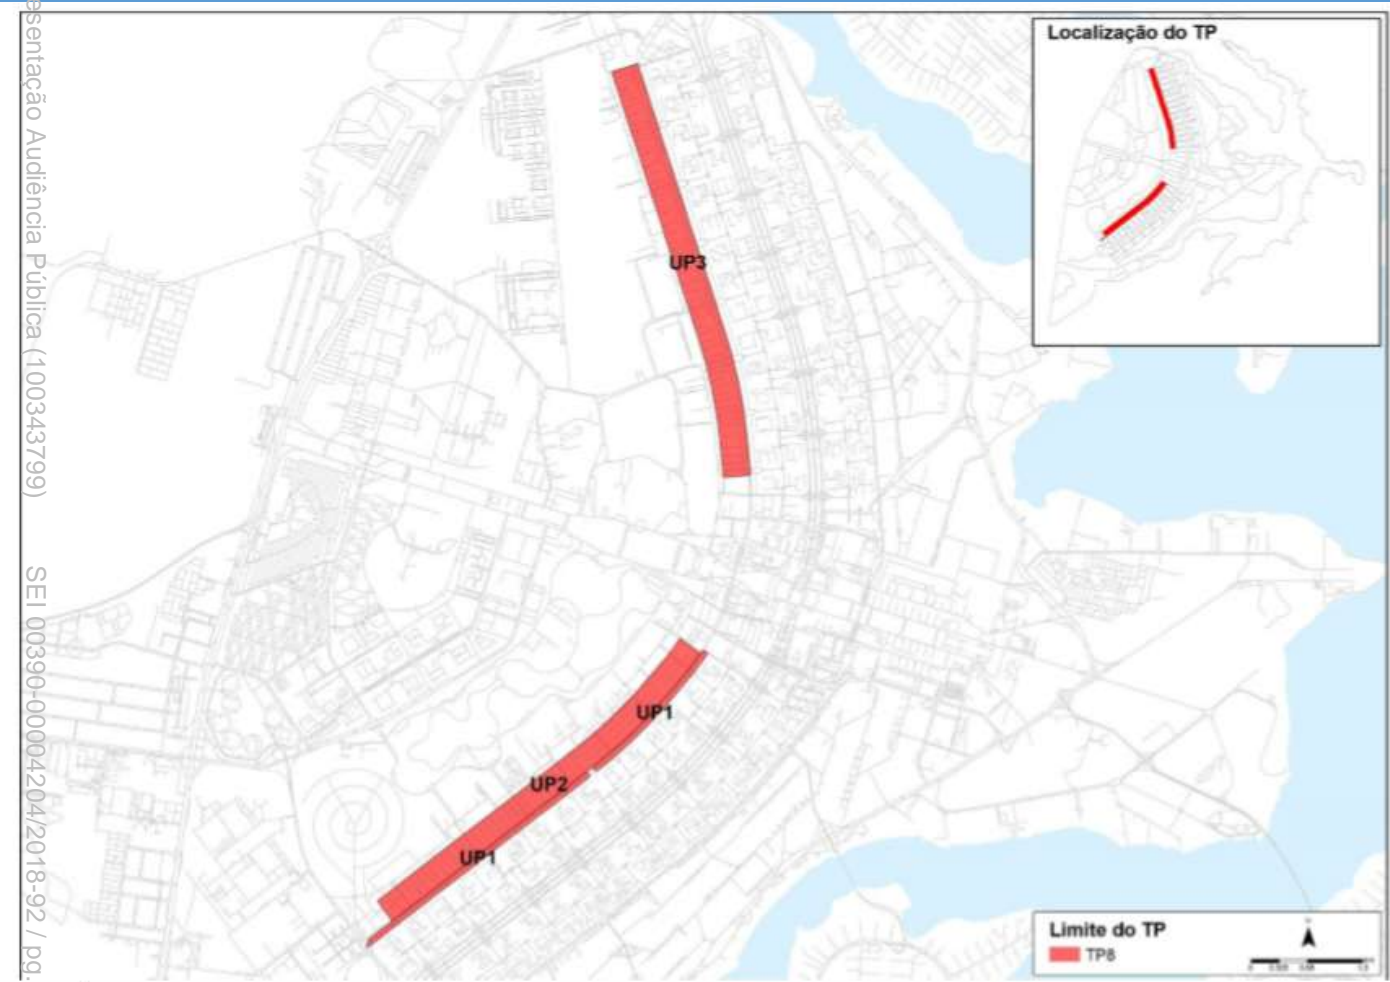 esentação Audiência Pública (100343799) SEI 00390-00004204/2018-92 / pg.
Localização do TP
UP3
UP1
UP2
UP1
Limite do TP
TP8